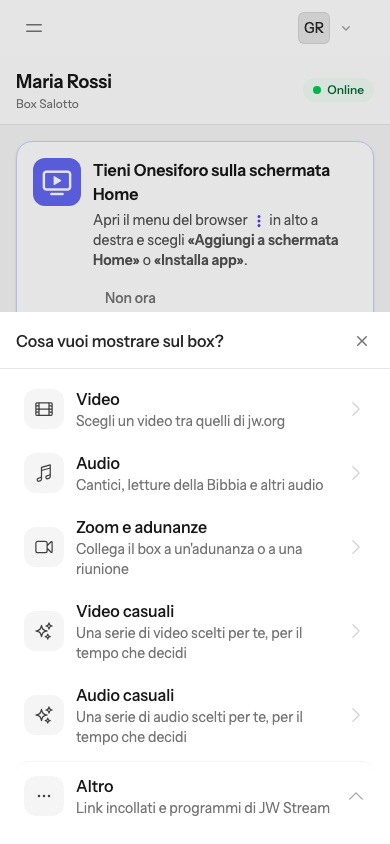 GR
Maria Rossi
Box Salotto
Online
Tieni Onesiforo sulla schermata
Home
Apri il menu del browser in alto a
destra e scegli «Aggiungi a schermata
Home» o «Installa app».
Non ora
Cosa vuoi mostrare sul box?
Video
Scegli un video tra quelli di jw.org
Audio
Cantici, letture della Bibbia e altri audio
Zoom e adunanze
Collega il box a un'adunanza o a una
riunione
Video casuali
Una serie di video scelti per te, per il
tempo che decidi
Audio casuali
Una serie di audio scelti per te, per il
tempo che decidi
Altro
Link incollati e programmi di JW Stream